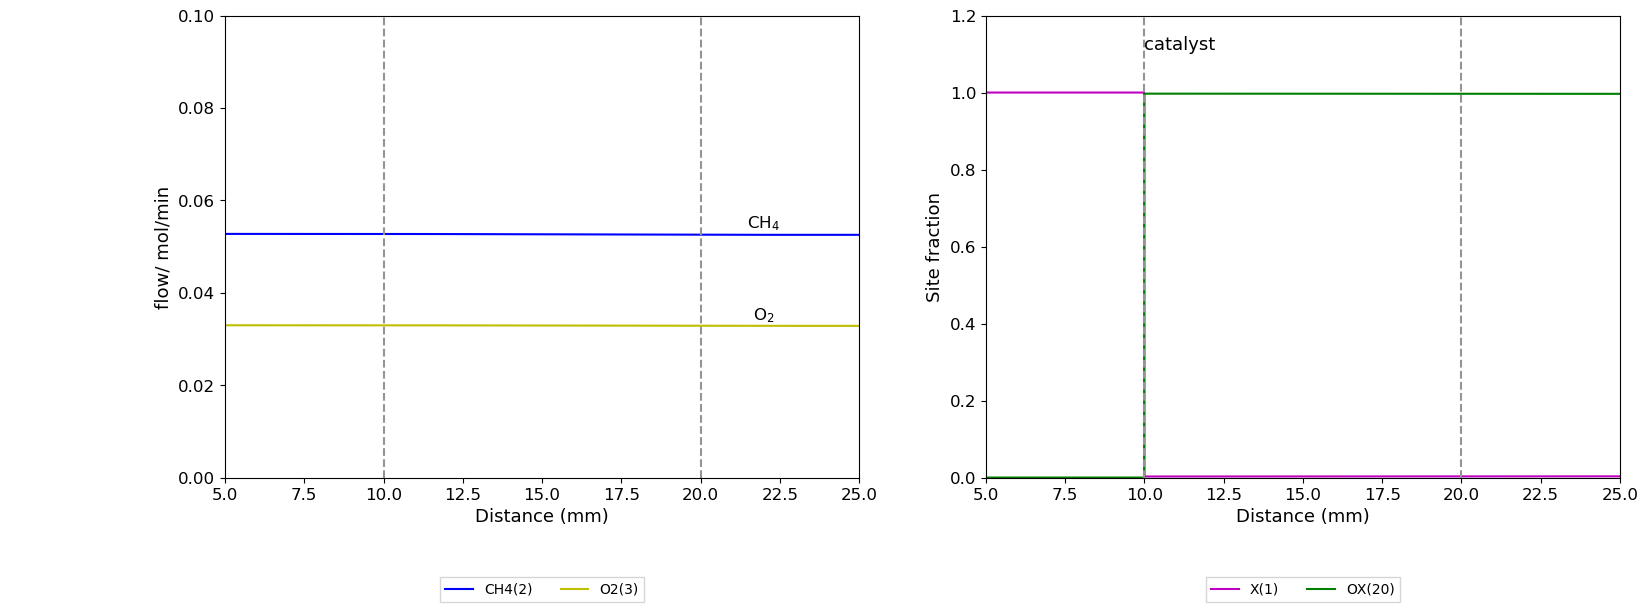 0.10
0.08
0.06
0.04
0.02
0.00
flow/ mol/min
CH₄
O₂
5.0 7.5 10.0 12.5 15.0 17.5 20.0 22.5 25.0
Distance (mm)
CH4(2) O2(3)
1.2
1.0
0.8
0.6
0.4
0.2
0.0
Site fraction
catalyst
5.0 7.5 10.0 12.5 15.0 17.5 20.0 22.5 25.0
Distance (mm)
X(1) OX(20)